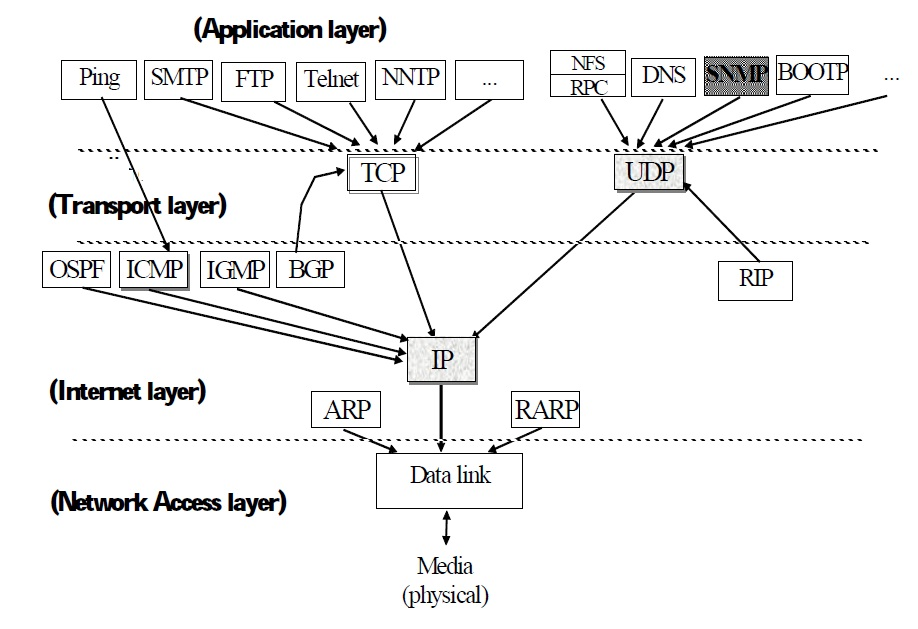 (Application layer)
Ping
SMTP
FTP
Telnet
NNTP
...
NFS
RPC
DNS
SNMP
BOOTP
...
TCP
UDP
(Transport layer)
OSPF
ICMP
IGMP
BGP
RIP
IP
(Internet layer)
ARP
RARP
Data link
(Network Access layer)
Media
(physical)